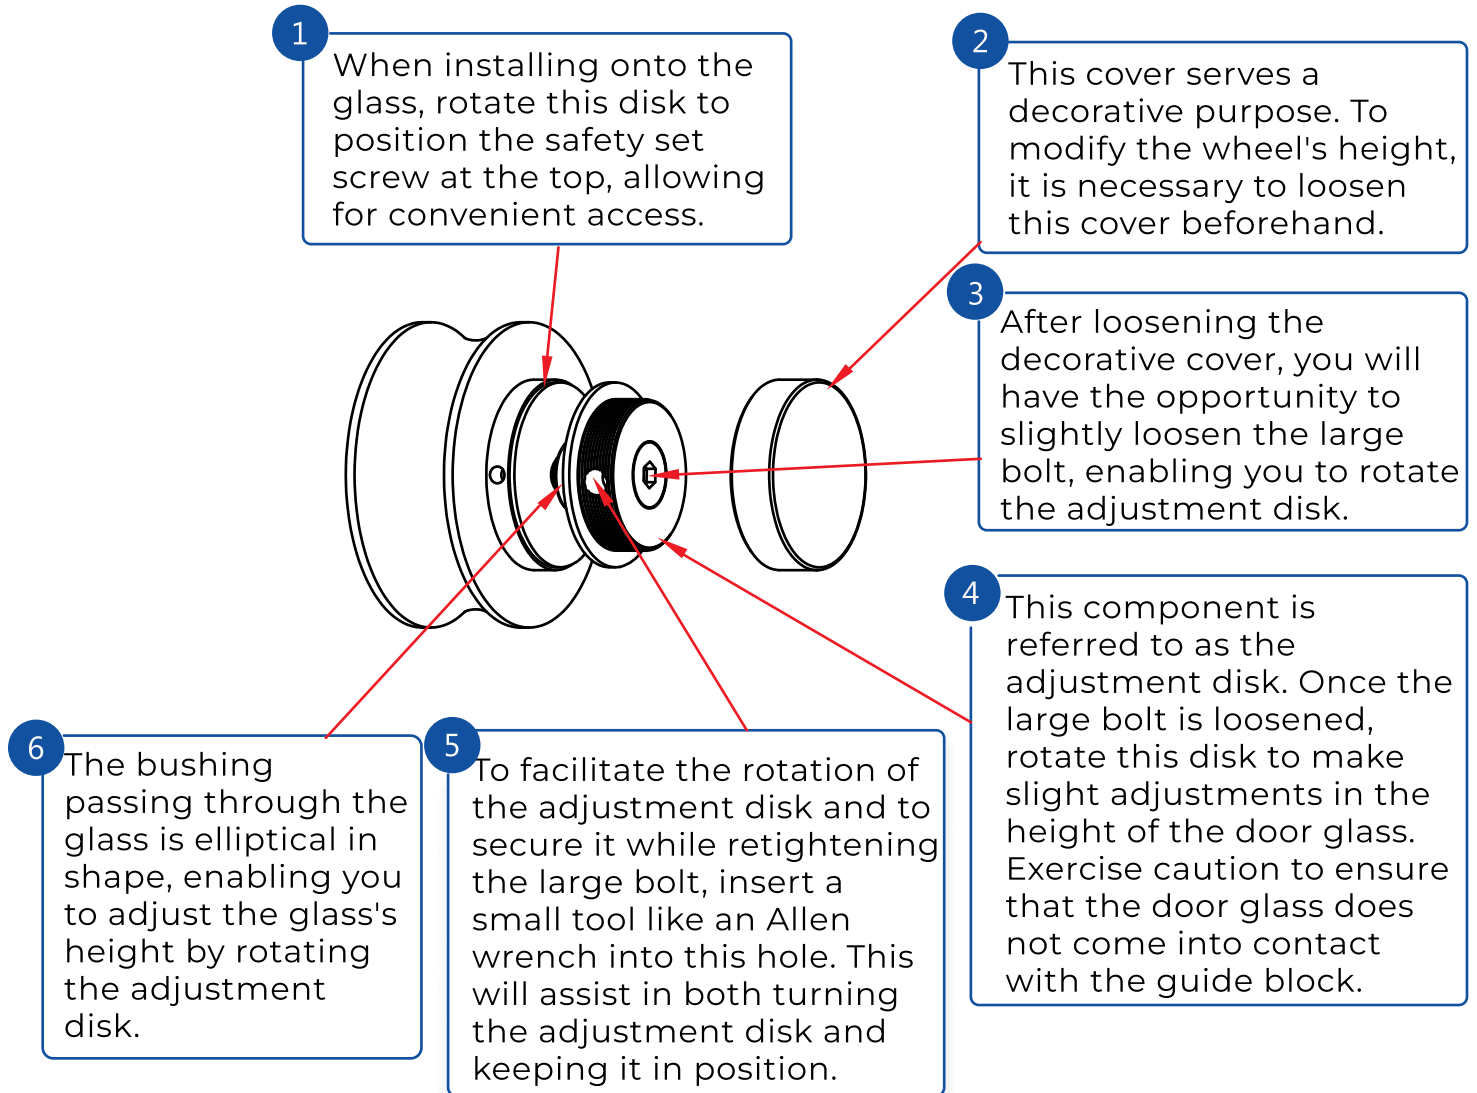 1
When installing onto the
glass, rotate this disk to
position the safety set
screw at the top, allowing
for convenient access.
2
This cover serves a
decorative purpose. To
modify the wheel's height,
it is necessary to loosen
this cover beforehand.
3
After loosening the
decorative cover, you will
have the opportunity to
slightly loosen the large
bolt, enabling you to rotate
the adjustment disk.
4
This component is
referred to as the
adjustment disk. Once the
large bolt is loosened,
rotate this disk to make
slight adjustments in the
height of the door glass.
Exercise caution to ensure
that the door glass does
not come into contact
with the guide block.
5
To facilitate the rotation of
the adjustment disk and to
secure it while retightening
the large bolt, insert a
small tool like an Allen
wrench into this hole. This
will assist in both turning
the adjustment disk and
keeping it in position.
6
The bushing
passing through the
glass is elliptical in
shape, enabling you
to adjust the glass's
height by rotating
the adjustment
disk.